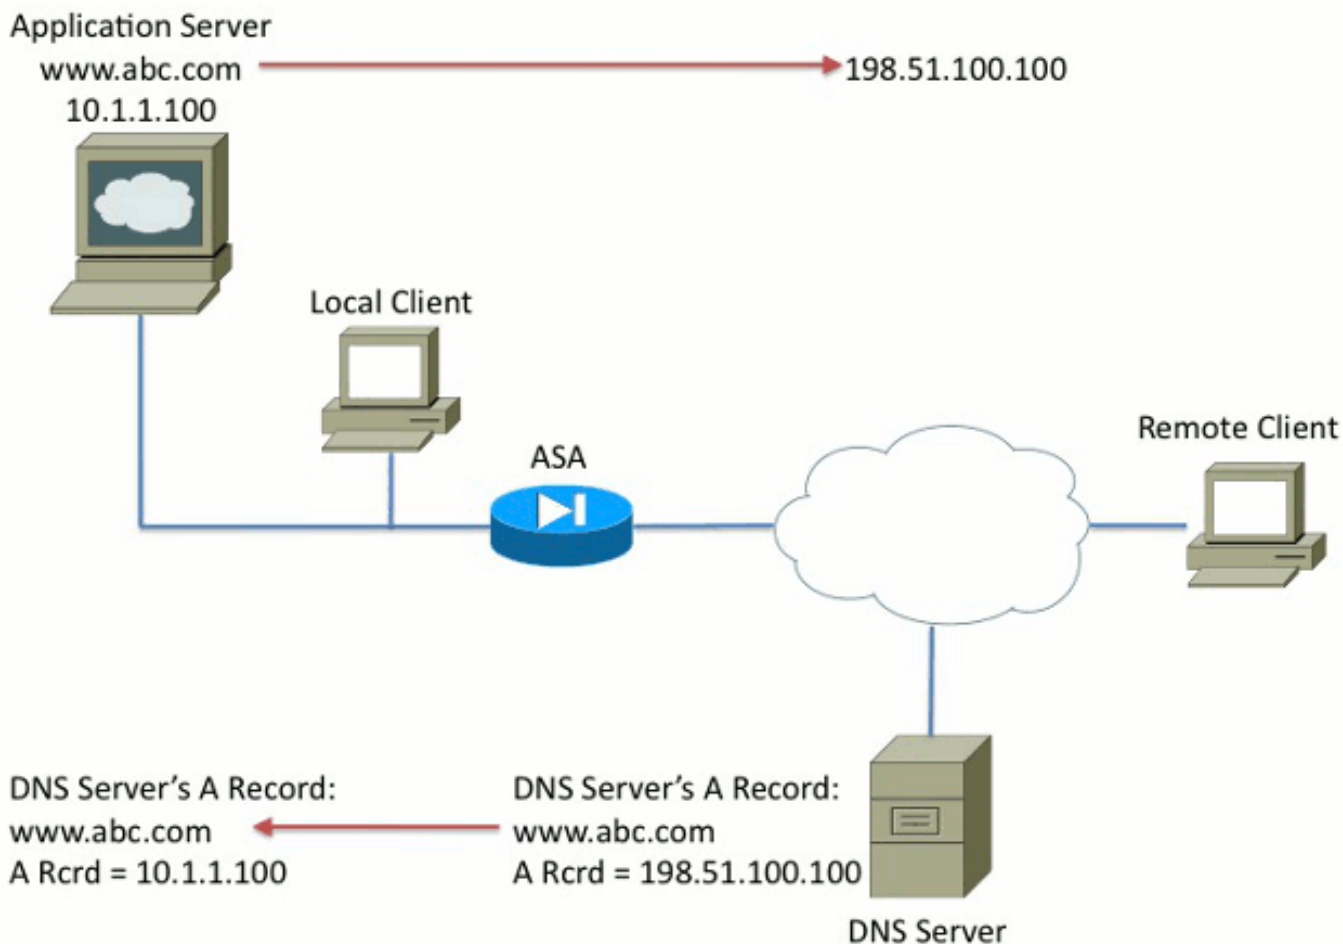 Application Server
www.abc.com
198.51.100.100
10.1.1.100
Local Client
ASA
Remote Client
DNS Server's A Record:
www.abc.com
A Rcrd = 10.1.1.100
DNS Server’s A Record:
www.abc.com
A Rcrd = 198.51.100.100
DNS Server